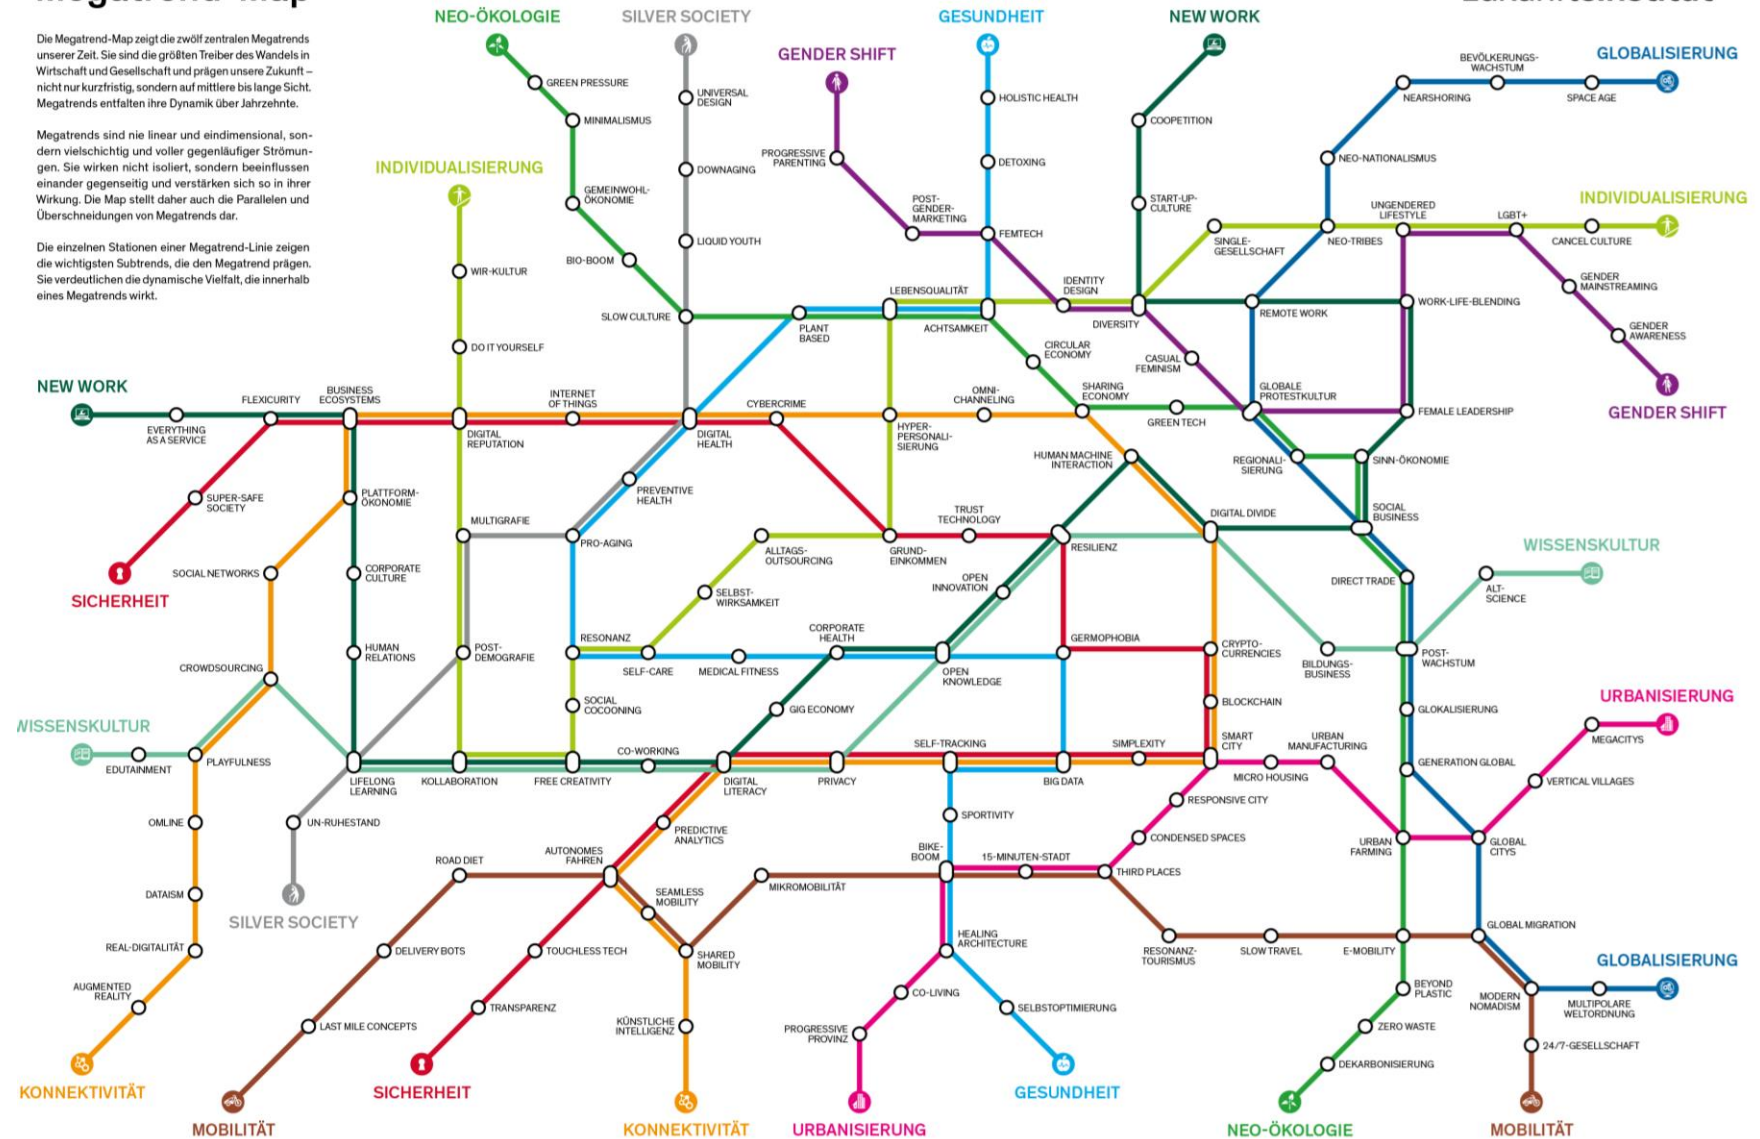 Megatrend-Map
Zukunftsinstitut
Die Megatrend-Map zeigt die zwölf zentralen Megatrends
unserer Zeit. Sie sind die größten Treiber des Wandels in
Wirtschaft und Gesellschaft und prägen unsere Zukunft –
nicht nur kurzfristig, sondern auf mittlere bis lange Sicht.
Megatrends entfalten ihre Dynamik über Jahrzehnte.
Megatrends sind nie linear und eindimensional, son-
dern vielschichtig und voller gegenläufiger Strömun-
gen. Sie wirken nicht isoliert, sondern beeinflussen
einander gegenseitig und verstärken sich so in ihrer
Wirkung. Die Map stellt daher auch die Parallelen und
Überschneidungen von Megatrends dar.
Die einzelnen Stationen einer Megatrend-Linie zeigen
die wichtigsten Subtrends, die den Megatrend prägen.
Sie verdeutlichen die dynamische Vielfalt, die innerhalb
eines Megatrends wirkt.
NEO-ÖKOLOGIE
SILVER SOCIETY
GESUNDHEIT
NEW WORK
GENDER SHIFT
GLOBALISIERUNG
BEVÖLKERUNGS-
WACHSTUM
NEARSHORING
SPACE AGE
GREEN PRESSURE
UNIVERSAL
DESIGN
HOLISTIC HEALTH
MINIMALISMUS
COOPETITION
PROGRESSIVE
PARENTING
DETOXING
NEO-NATIONALISMUS
INDIVIDUALISIERUNG
DOWNAGING
GEMEINWOHL-
ÖKONOMIE
POST-
GENDER-
MARKETING
START-UP-
CULTURE
UNGENDERED
LIFESTYLE
LGBT+
INDIVIDUALISIERUNG
LIQUID YOUTH
FEMTECH
SINGLE-
GESELLSCHAFT
NEO-TRIBES
CANCEL CULTURE
BIO-BOOM
WIR-KULTUR
LEBENSQUALITÄT
IDENTITY
DESIGN
GENDER
MAINSTREAMING
SLOW CULTURE
PLANT
BASED
ACHTSAMKEIT
DIVERSITY
REMOTE WORK
WORK-LIFE-BLENDING
GENDER
AWARENESS
DO IT YOURSELF
CIRCULAR
ECONOMY
CASUAL
FEMINISM
NEW WORK
FLEXICURITY
BUSINESS
ECOSYSTEMS
INTERNET
OF THINGS
CYBERCRIME
OMNI-
CHANNELING
SHARING
ECONOMY
GLOBALE
PROTESTKULTUR
GENDER SHIFT
EVERYTHING
AS A SERVICE
DIGITAL
REPUTATION
DIGITAL
HEALTH
HYPER-
PERSONALI-
SIERUNG
GREEN TECH
FEMALE LEADERSHIP
HUMAN MACHINE
INTERACTION
REGIONALI-
SIERUNG
SINN-ÖKONOMIE
SUPER-SAFE
SOCIETY
PLATTFORM-
ÖKONOMIE
PREVENTIVE
HEALTH
MULTIGRAFIE
PRO-AGING
TRUST
TECHNOLOGY
DIGITAL DIVIDE
SOCIAL
BUSINESS
WISSENSKULTUR
ALLTAGS-
OUTSOURCING
GRUND-
EINKOMMEN
RESILIENZ
SOCIAL NETWORKS
CORPORATE
CULTURE
SELBST-
WIRKSAMKEIT
OPEN
INNOVATION
DIRECT TRADE
ALT-
SCIENCE
SICHERHEIT
HUMAN
RELATIONS
POST-
DEMOGRAFIE
RESONANZ
SELF-CARE
MEDICAL FITNESS
CORPORATE
HEALTH
OPEN
KNOWLEDGE
GERMOPHOBIA
CRYPTO-
CURRENCIES
BILDUNGS-
BUSINESS
POST-
WACHSTUM
CROWDSOURCING
SOCIAL
COCOONING
GIG ECONOMY
BLOCKCHAIN
GLOKALISIERUNG
URBANISIERUNG
WISSENSKULTUR
EDUTAINMENT
PLAYFULNESS
LIFELONG
LEARNING
KOLLABORATION
FREE CREATIVITY
CO-WORKING
DIGITAL
LITERACY
PRIVACY
SELF-TRACKING
BIG DATA
SIMPLEXITY
SMART
CITY
MICRO HOUSING
URBAN
MANUFACTURING
GENERATION GLOBAL
MEGACITYS
VERTICAL VILLAGES
OMLINE
UN-RUHESTAND
PREDICTIVE
ANALYTICS
SPORTIVITY
RESPONSIVE CITY
CONDENSED SPACES
URBAN
FARMING
GLOBAL
CITYS
ROAD DIET
AUTONOMES
FAHREN
BIKE-
BOOM
15-MINUTEN-STADT
THIRD PLACES
DATAISM
SEAMLESS
MOBILITY
MIKROMOBILITÄT
SILVER SOCIETY
REAL-DIGITALITÄT
DELIVERY BOTS
TOUCHLESS TECH
SHARED
MOBILITY
HEALING
ARCHITECTURE
RESONANZ-
TOURISMUS
SLOW TRAVEL
E-MOBILITY
GLOBAL MIGRATION
GLOBALISIERUNG
AUGMENTED
REALITY
TRANSPARENZ
CO-LIVING
SELBSTOPTIMIERUNG
BEYOND
PLASTIC
MODERN
NOMADISM
MULTIPOLARE
WELTORDNUNG
LAST MILE CONCEPTS
KÜNSTLICHE
INTELLIGENZ
PROGRESSIVE
PROVINZ
ZERO WASTE
24/7-GESELLSCHAFT
DEKARBONISIERUNG
KONNEKTIVITÄT
SICHERHEIT
GESUNDHEIT
MOBILITÄT
KONNEKTIVITÄT
URBANISIERUNG
NEO-ÖKOLOGIE
MOBILITÄT